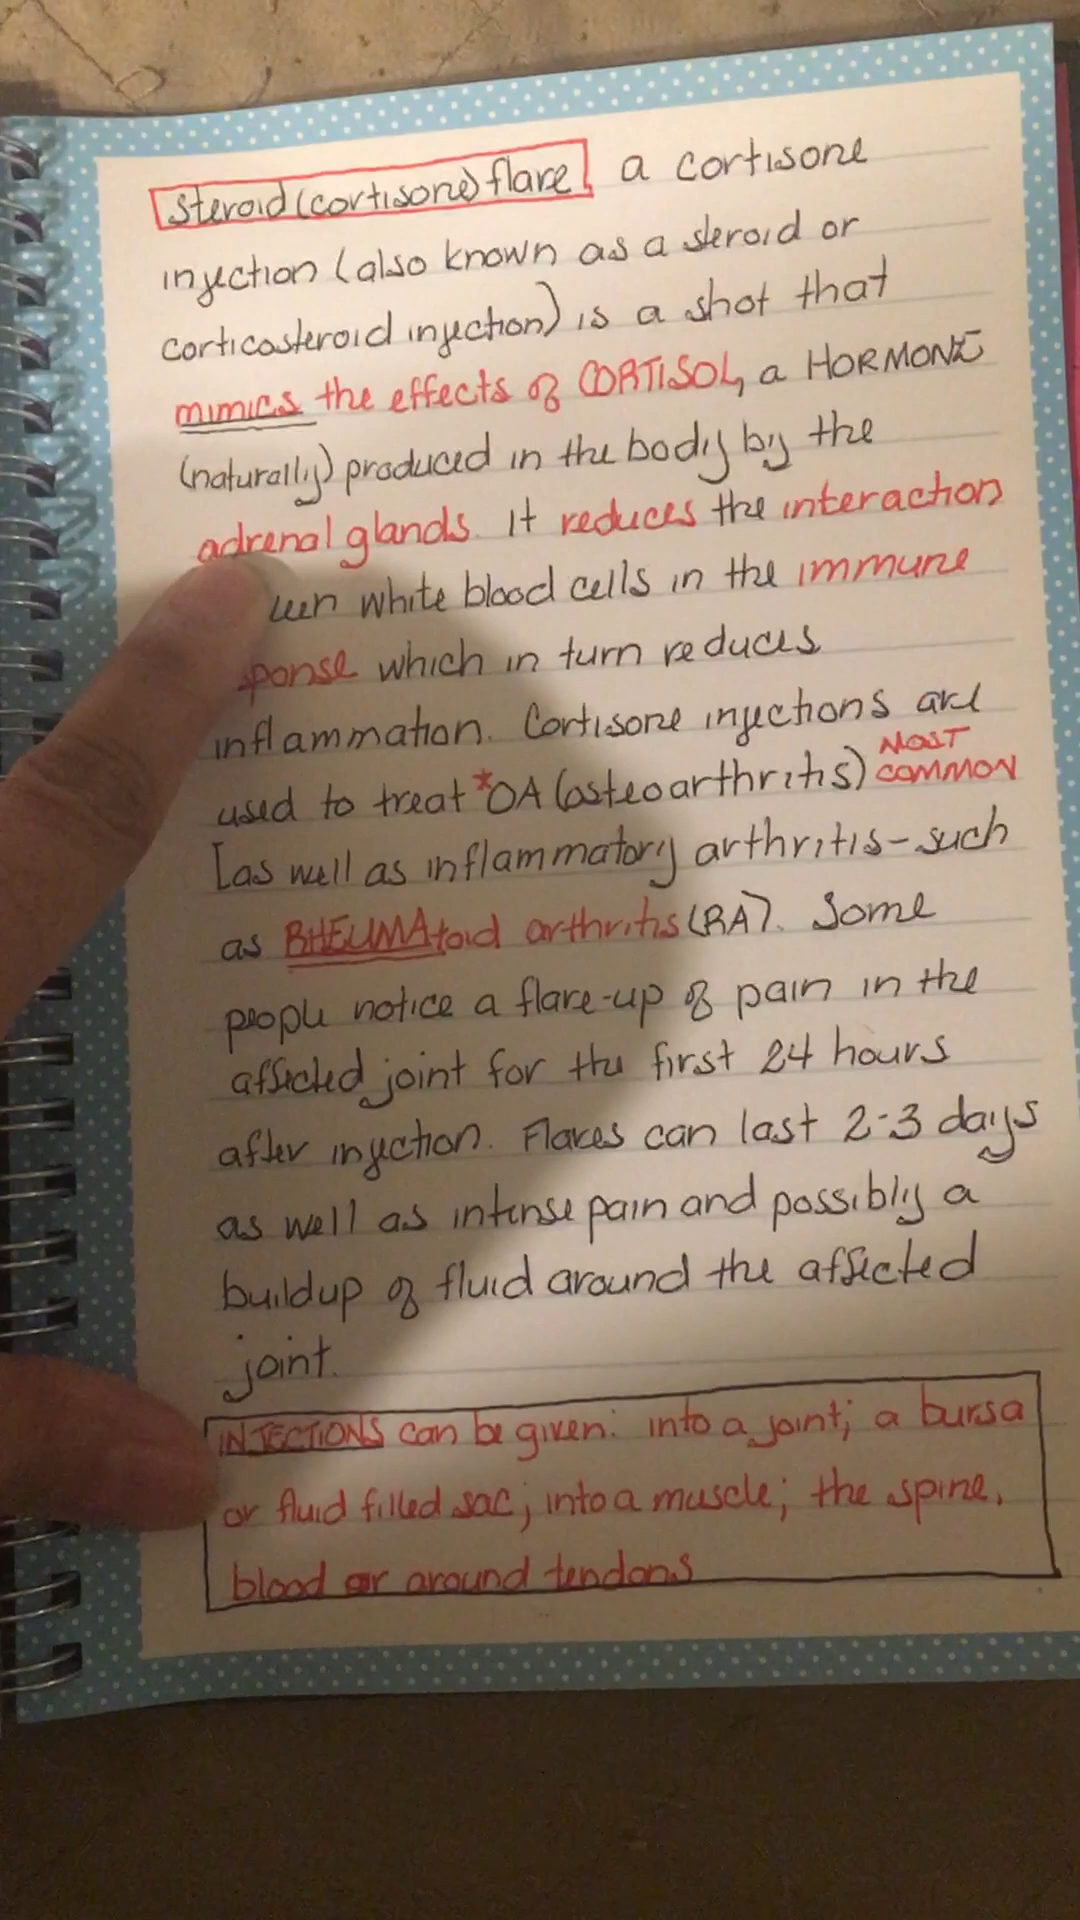 steroid (cortisone) flare a cortisone
injection (also known as a steroid or
corticosteroid injection) is a shot that
mimics the effects of CORTISOL, a HORMONE
(naturally) produced in the body by the
adrenal glands. It reduces the interaction
een white blood cells in the immune
ponse which in turn reduces
inflammation. Cortisone injections are
used to treat *OA (osteoarthritis) MOST COMMON
[as well as inflammatory arthritis - such
as RHEUMAtoid arthritis (RA)]. Some
people notice a flare-up of pain in the
affected joint for the first 24 hours
after injection. Flares can last 2-3 days
as well as intense pain and possibly a
buildup of fluid around the affected
joint.
INJECTIONS can be given: into a joint; a bursa
or fluid filled sac; into a muscle; the spine,
blood or around tendons